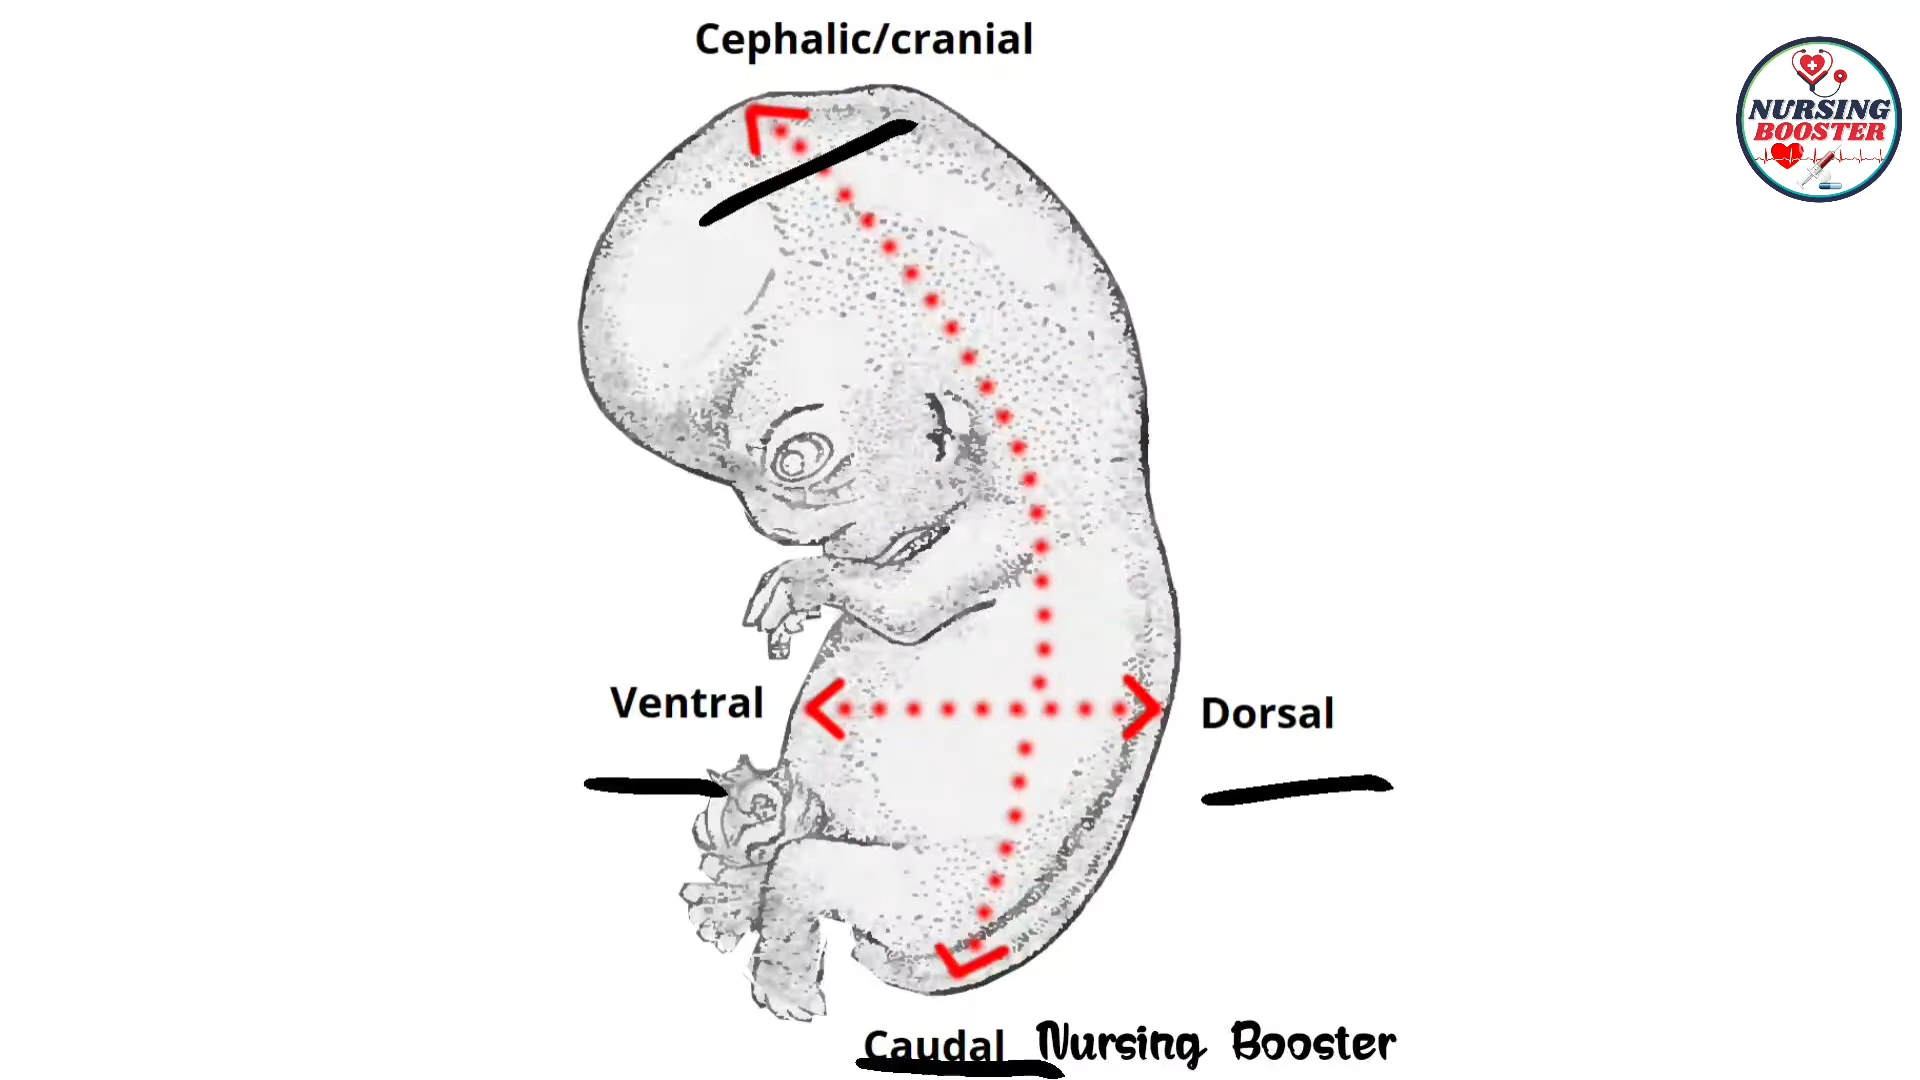 Cephalic/cranial
NURSING
BOOSTER
Ventral
Dorsal
Caudal
Nursing Booster